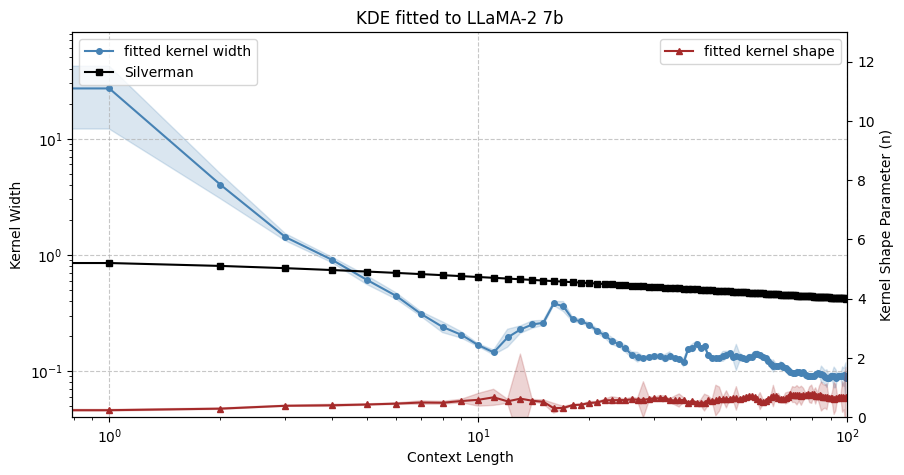 KDE fitted to LLaMA-2 7b
fitted kernel width
Silverman
fitted kernel shape
Kernel Width
10¹
10⁰
10⁻¹
12
10
8
6
4
2
0
Kernel Shape Parameter (n)
10⁰
10¹
10²
Context Length